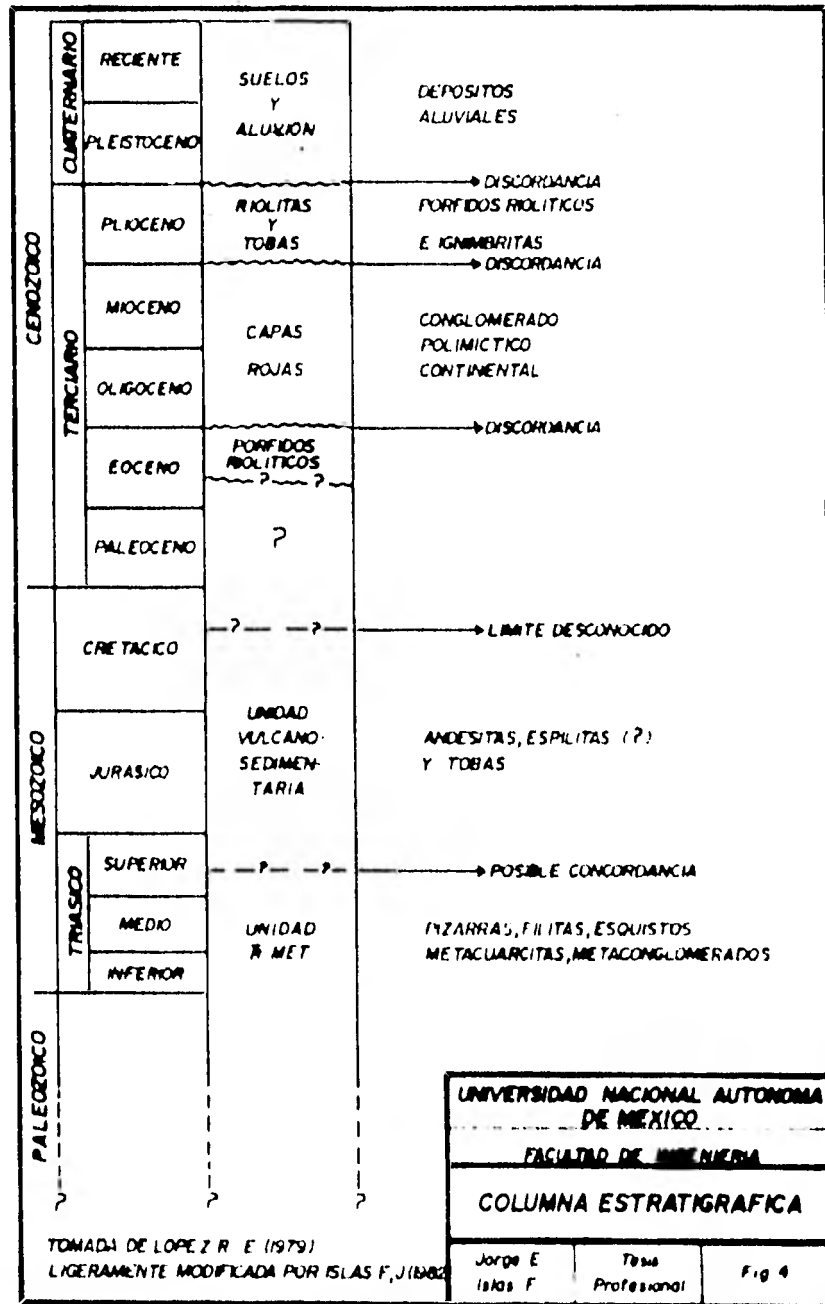 CENOZOICO
CUATERNARIO
RECIENTE
PLEISTOCENO
SUELOS
Y
ALUVION
DEPOSITOS
ALUVIALES
DISCORDANCIA
TERCIARIO
PLIOCENO
RIOLITAS
Y
TOBAS
PORFIDOS RIOLITICOS
E IGNIMBRITAS
DISCORDANCIA
MIOCENO
OLIGOCENO
CAPAS
ROJAS
CONGLOMERADO
POLIMICTICO
CONTINENTAL
DISCORDANCIA
EOCENO
PORFIDOS
RIOLITICOS
? ?
PALEOCENO
?
MESOZOICO
CRETACICO
? ?
LIMITE DESCONOCIDO
JURASICO
UNIDAD
VULCANO-
SEDIMEN-
TARIA
ANDESITAS, ESPILITAS (?)
Y TOBAS
TRIASICO
SUPERIOR
? ?
POSIBLE CONCORDANCIA
MEDIO
INFERIOR
UNIDAD
MET
PIZARRAS, FILITAS, ESQUISTOS
METACUARCITAS, METACONGLOMERADOS
PALEOZOICO
? ? ?
TOMADA DE LOPEZ R. E (1979)
LIGERAMENTE MODIFICADA POR ISLAS F, J (1982
UNIVERSIDAD NACIONAL AUTONOMA
DE MEXICO
FACULTAD DE INGENIERIA
COLUMNA ESTRATIGRAFICA
Jorge E
Islas F
Tesis
Profesional
Fig 4